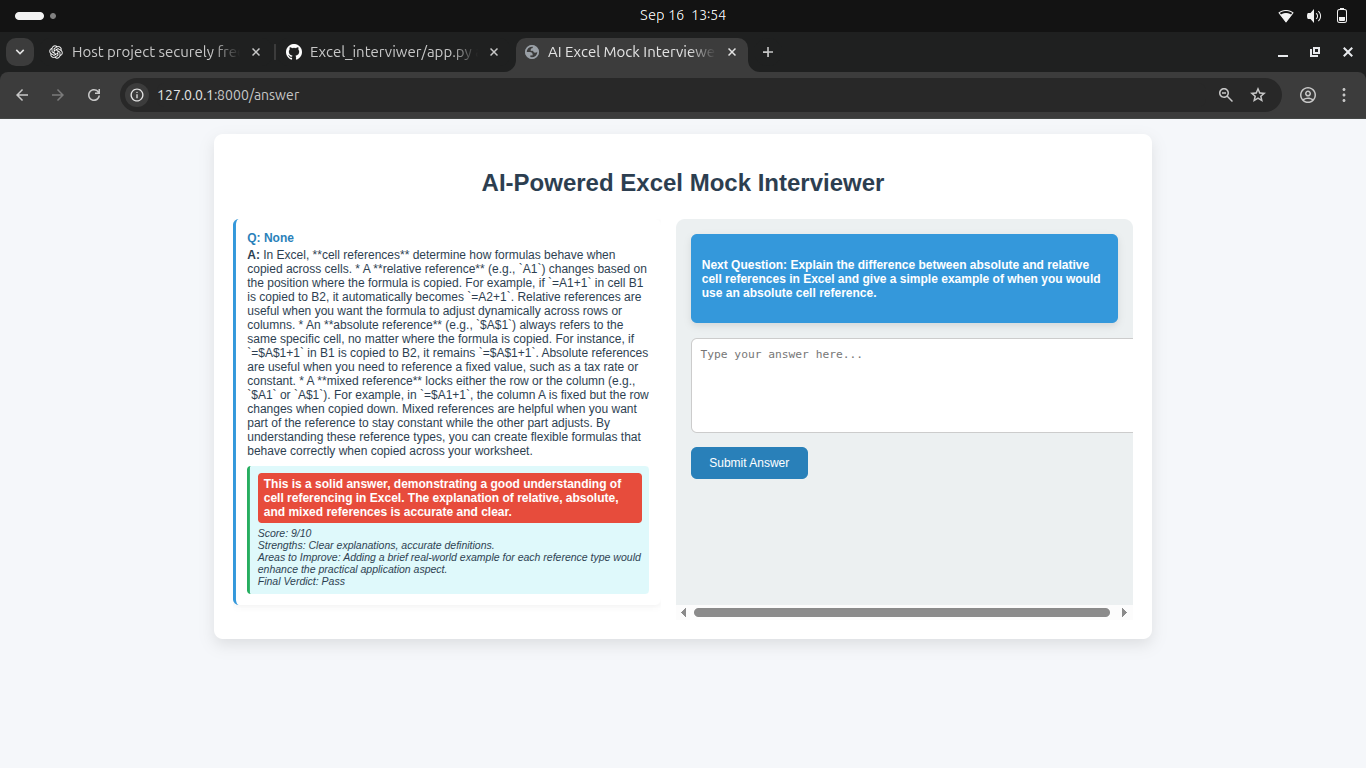 Sep 16 13:54
Host project securely fre
Excel_interviwer/app.py
AI Excel Mock Interviewe
127.0.0.1:8000/answer
AI-Powered Excel Mock Interviewer
Q: None
A: In Excel, **cell references** determine how formulas behave when
copied across cells. * A **relative reference** (e.g., `A1`) changes based on
the position where the formula is copied. For example, if `=A1+1` in cell B1
is copied to B2, it automatically becomes `=A2+1`. Relative references are
useful when you want the formula to adjust dynamically across rows or
columns. * An **absolute reference** (e.g., `$A$1`) always refers to the
same specific cell, no matter where the formula is copied. For instance, if
`=$A$1+1` in B1 is copied to B2, it remains `=$A$1+1`. Absolute references
are useful when you need to reference a fixed value, such as a tax rate or
constant. * A **mixed reference** locks either the row or the column (e.g.,
`$A1` or `A$1`). For example, in `=$A1+1`, the column A is fixed but the row
changes when copied down. Mixed references are helpful when you want
part of the reference to stay constant while the other part adjusts. By
understanding these reference types, you can create flexible formulas that
behave correctly when copied across your worksheet.
This is a solid answer, demonstrating a good understanding of
cell referencing in Excel. The explanation of relative, absolute,
and mixed references is accurate and clear.
Score: 9/10
Strengths: Clear explanations, accurate definitions.
Areas to Improve: Adding a brief real-world example for each reference type would
enhance the practical application aspect.
Final Verdict: Pass
Next Question: Explain the difference between absolute and relative
cell references in Excel and give a simple example of when you would
use an absolute cell reference.
Type your answer here...
Submit Answer